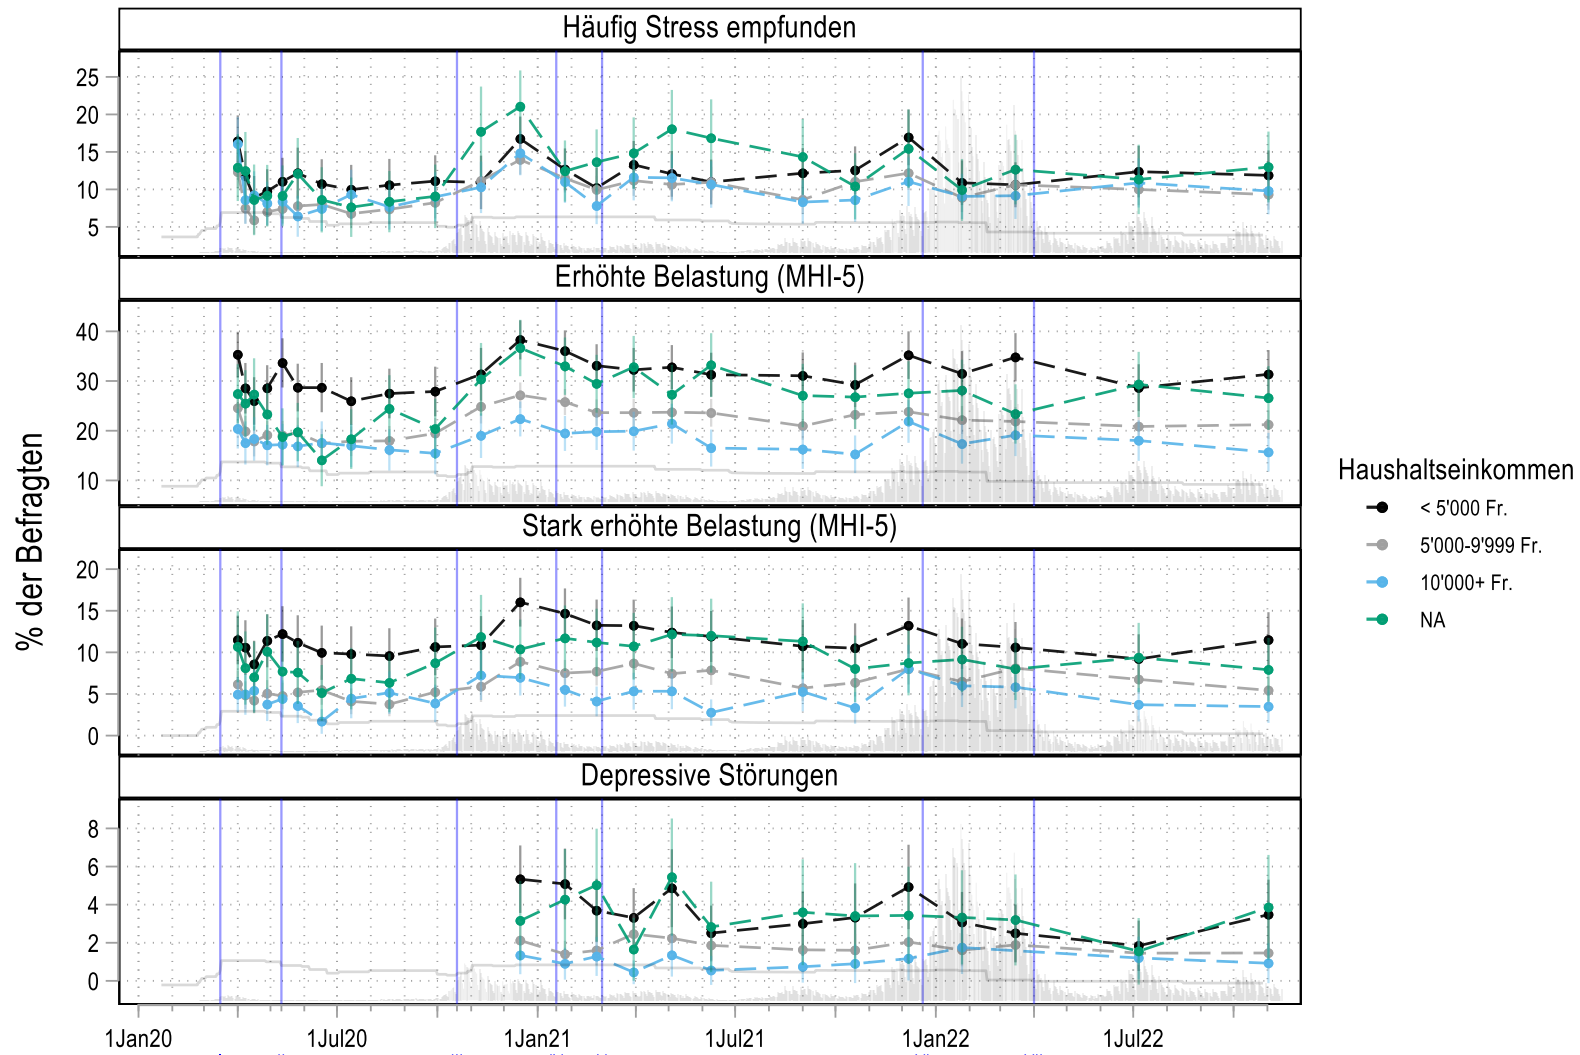 Häufig Stress empfunden
25
20
15
10
5
Erhöhte Belastung (MHI-5)
40
30
20
10
Stark erhöhte Belastung (MHI-5)
20
15
10
5
0
Depressive Störungen
8
6
4
2
0
1Jan20 1Jul20 1Jan21 1Jul21 1Jan22 1Jul22
% der Befragten
Haushaltseinkommen
< 5'000 Fr.
5'000-9'999 Fr.
10'000+ Fr.
NA